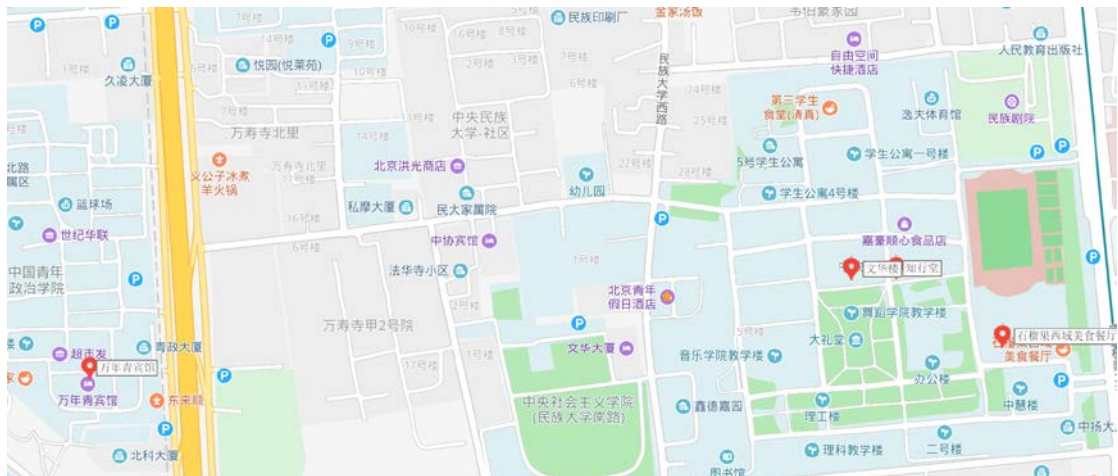 7号楼
14号楼
9号楼
10号楼
16号楼
8号楼
5号楼
民族印刷厂
金家汤饭
韦伯豪家园
人民教育出版社
1号楼
久凌大厦
悦园(悦莱苑)
10号楼
2号楼
3号楼
7号楼
6号楼
自由空间
快捷酒店
民族大学西路
24号楼
25号楼
第三学生
食堂(清真)
逸夫体育馆
民族剧院
7号楼
万寿寺北里
14号楼
中央民族
大学-社区
义公子冰煮
羊火锅
万寿寺北里
11号楼
北京洪光商店
22号楼
28号楼
5号学生公寓
学生公寓一号楼
北路
属区
篮球场
16号楼
私摩大厦
民大家属院
幼儿园
学生公寓4号楼
世纪华联
6号楼
中协宾馆
嘉豪顺心食品店
中国青年
政治学院
法华寺小区
1号楼
文华楼
知行堂
2号楼
北京青年
假日酒店
万寿寺甲2号院
舞蹈学院教学楼
5号楼
大礼堂
石榴果西域美食餐厅
美食餐厅
超市发
青政大厦
万年青宾馆
1号楼
17号楼
文华大厦
音乐学院教学楼
办公楼
万年青宾馆
东来顺
中央社会主义学院
(民族大学南路)
鑫德嘉园
理工楼
中慧楼
北科大厦
图书馆
理科教学楼
二号楼
中扬大